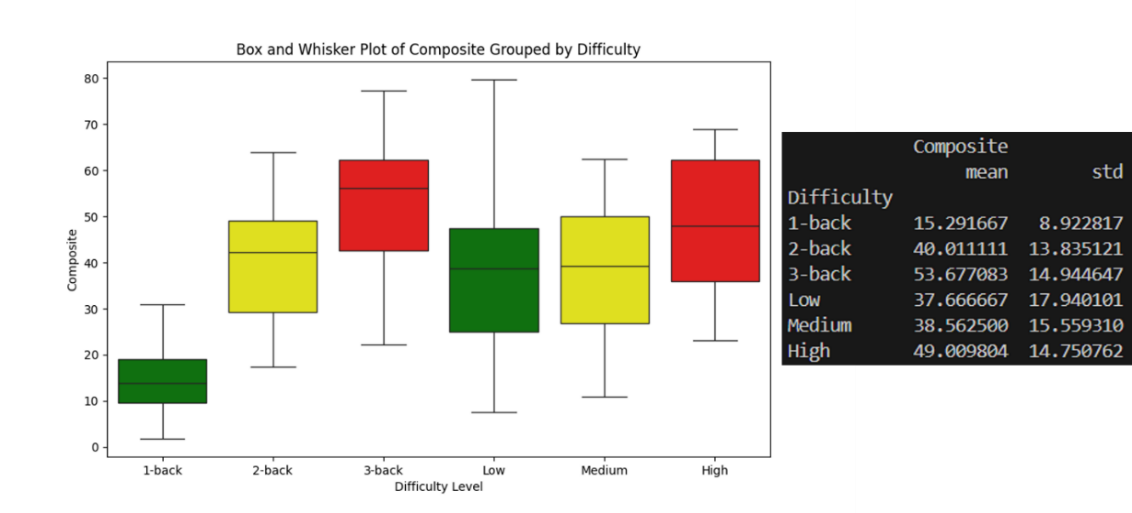 Box and Whisker Plot of Composite Grouped by Difficulty
80
70
60
50
40
30
20
10
0
Composite
1-back 2-back 3-back Low Medium High
Difficulty Level
Composite
mean std
Difficulty
1-back 15.291667 8.922817
2-back 40.011111 13.835121
3-back 53.677083 14.944647
Low 37.666667 17.940101
Medium 38.562500 15.559310
High 49.009804 14.750762